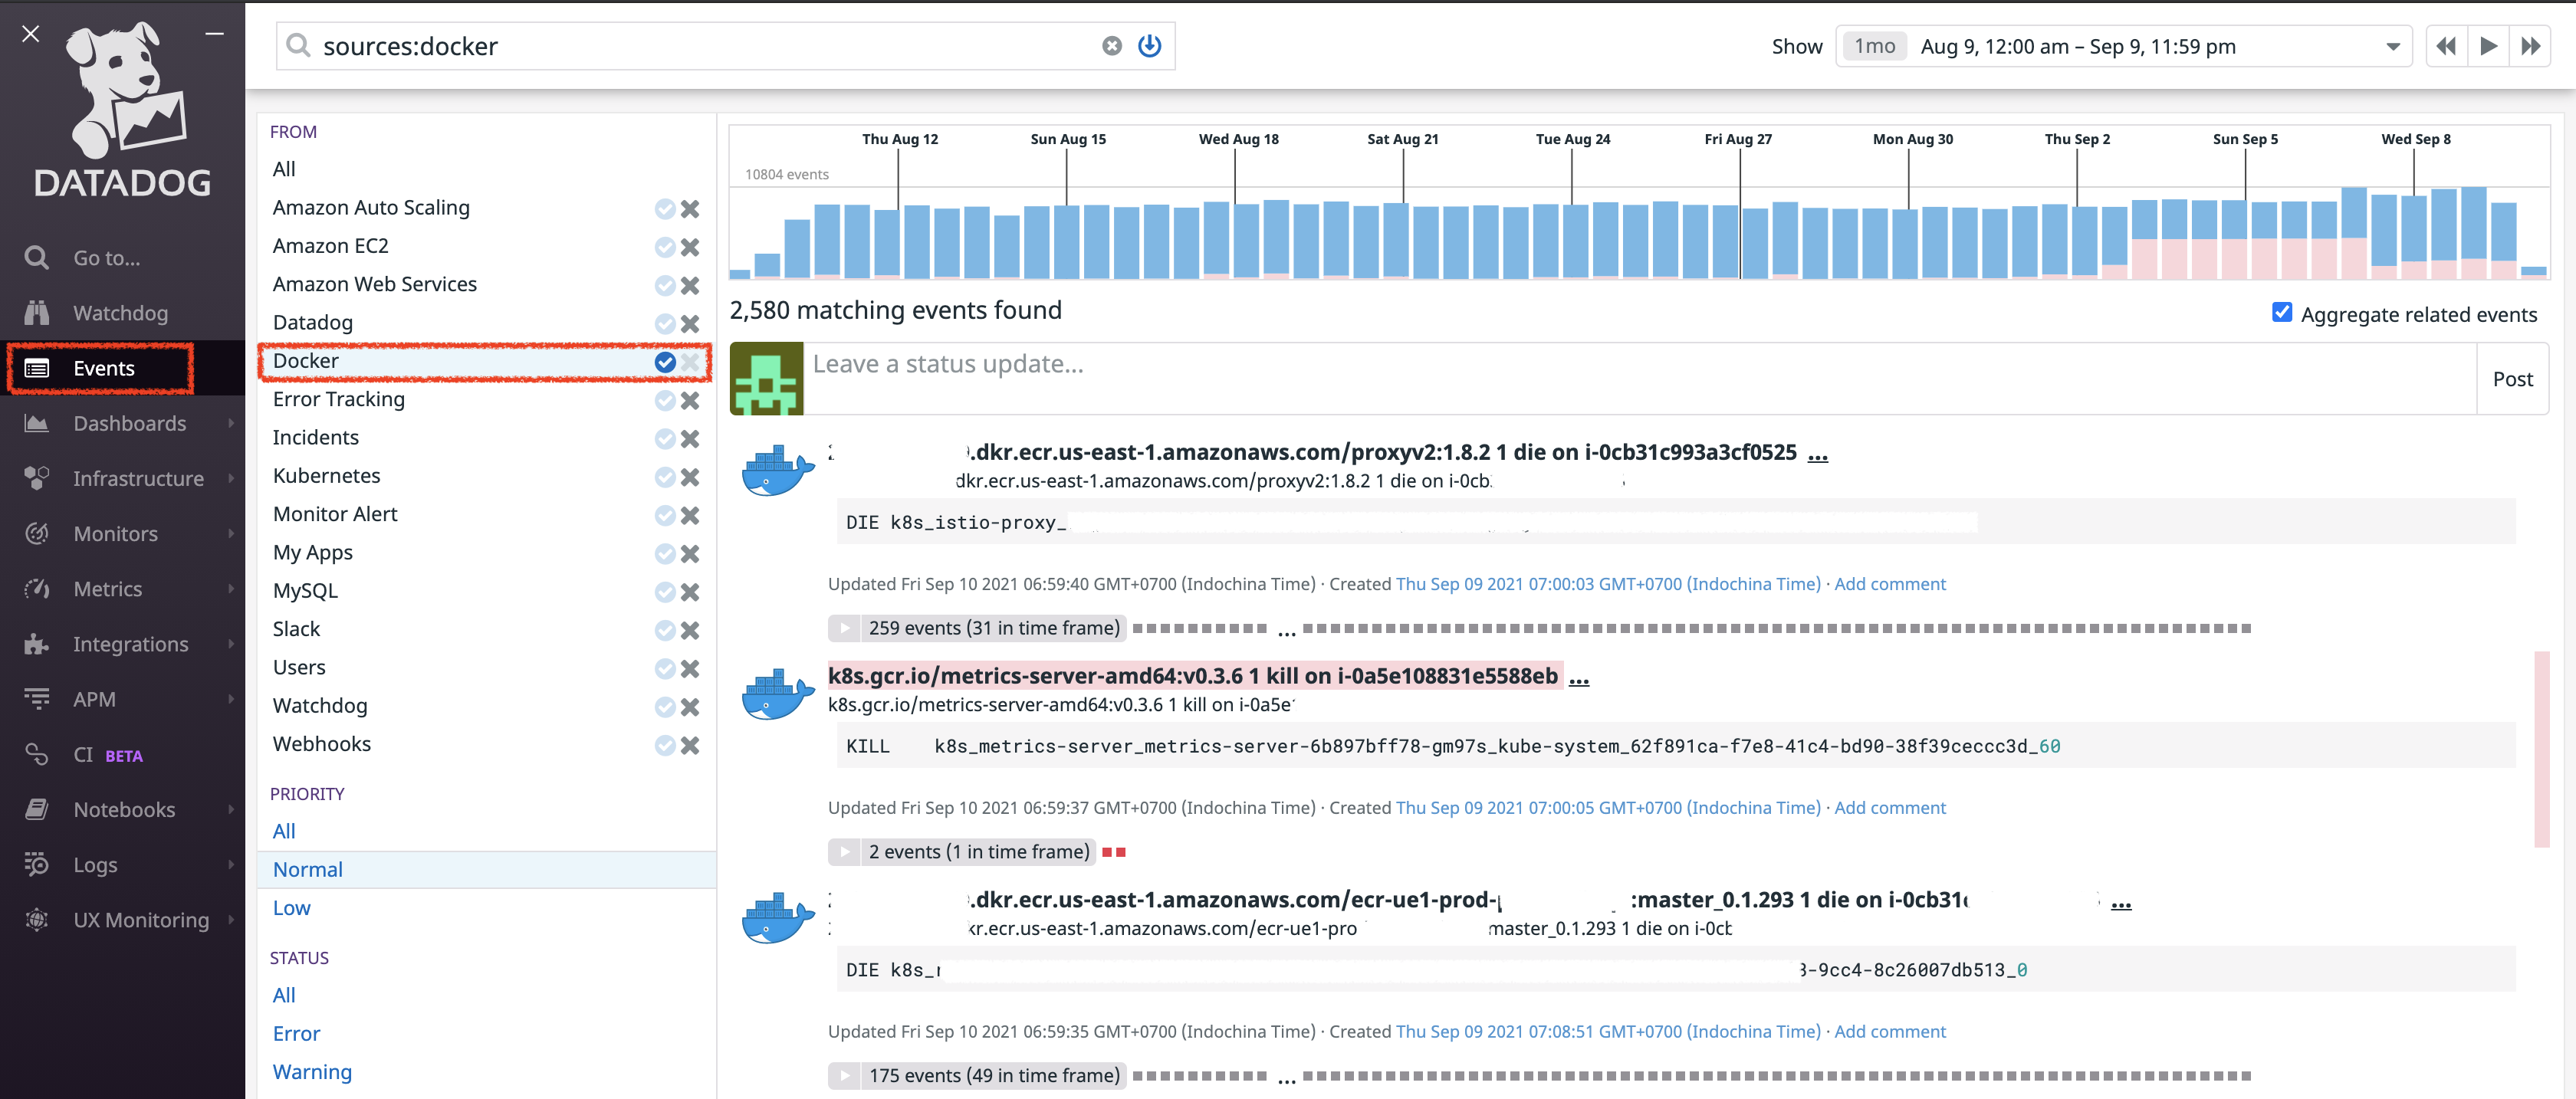 DATADOG
Go to...
Watchdog
Events
Dashboards
Infrastructure
Monitors
Metrics
Integrations
APM
CI BETA
Notebooks
Logs
UX Monitoring
sources:docker
Show 1mo Aug 9, 12:00 am – Sep 9, 11:59 pm
FROM
All
Amazon Auto Scaling
Amazon EC2
Amazon Web Services
Datadog
Docker
Error Tracking
Incidents
Kubernetes
Monitor Alert
My Apps
MySQL
Slack
Users
Watchdog
Webhooks
PRIORITY
All
Normal
Low
STATUS
All
Error
Warning
Thu Aug 12 Sun Aug 15 Wed Aug 18 Sat Aug 21 Tue Aug 24 Fri Aug 27 Mon Aug 30 Thu Sep 2 Sun Sep 5 Wed Sep 8
10804 events
2,580 matching events found
Aggregate related events
Leave a status update...
Post
.dkr.ecr.us-east-1.amazonaws.com/proxyv2:1.8.2 1 die on i-0cb31c993a3cf0525 ...
dkr.ecr.us-east-1.amazonaws.com/proxyv2:1.8.2 1 die on i-0cb
DIE k8s_istio-proxy_
Updated Fri Sep 10 2021 06:59:40 GMT+0700 (Indochina Time) · Created Thu Sep 09 2021 07:00:03 GMT+0700 (Indochina Time) · Add comment
259 events (31 in time frame) ...
k8s.gcr.io/metrics-server-amd64:v0.3.6 1 kill on i-0a5e108831e5588eb ...
k8s.gcr.io/metrics-server-amd64:v0.3.6 1 kill on i-0a5e
KILL k8s_metrics-server_metrics-server-6b897bff78-gm97s_kube-system_62f891ca-f7e8-41c4-bd90-38f39ceccc3d_60
Updated Fri Sep 10 2021 06:59:37 GMT+0700 (Indochina Time) · Created Thu Sep 09 2021 07:00:05 GMT+0700 (Indochina Time) · Add comment
2 events (1 in time frame)
.dkr.ecr.us-east-1.amazonaws.com/ecr-ue1-prod- :master_0.1.293 1 die on i-0cb31 ...
kr.ecr.us-east-1.amazonaws.com/ecr-ue1-pro master_0.1.293 1 die on i-0cb
DIE k8s_ -9cc4-8c26007db513_0
Updated Fri Sep 10 2021 06:59:35 GMT+0700 (Indochina Time) · Created Thu Sep 09 2021 07:08:51 GMT+0700 (Indochina Time) · Add comment
175 events (49 in time frame) ...